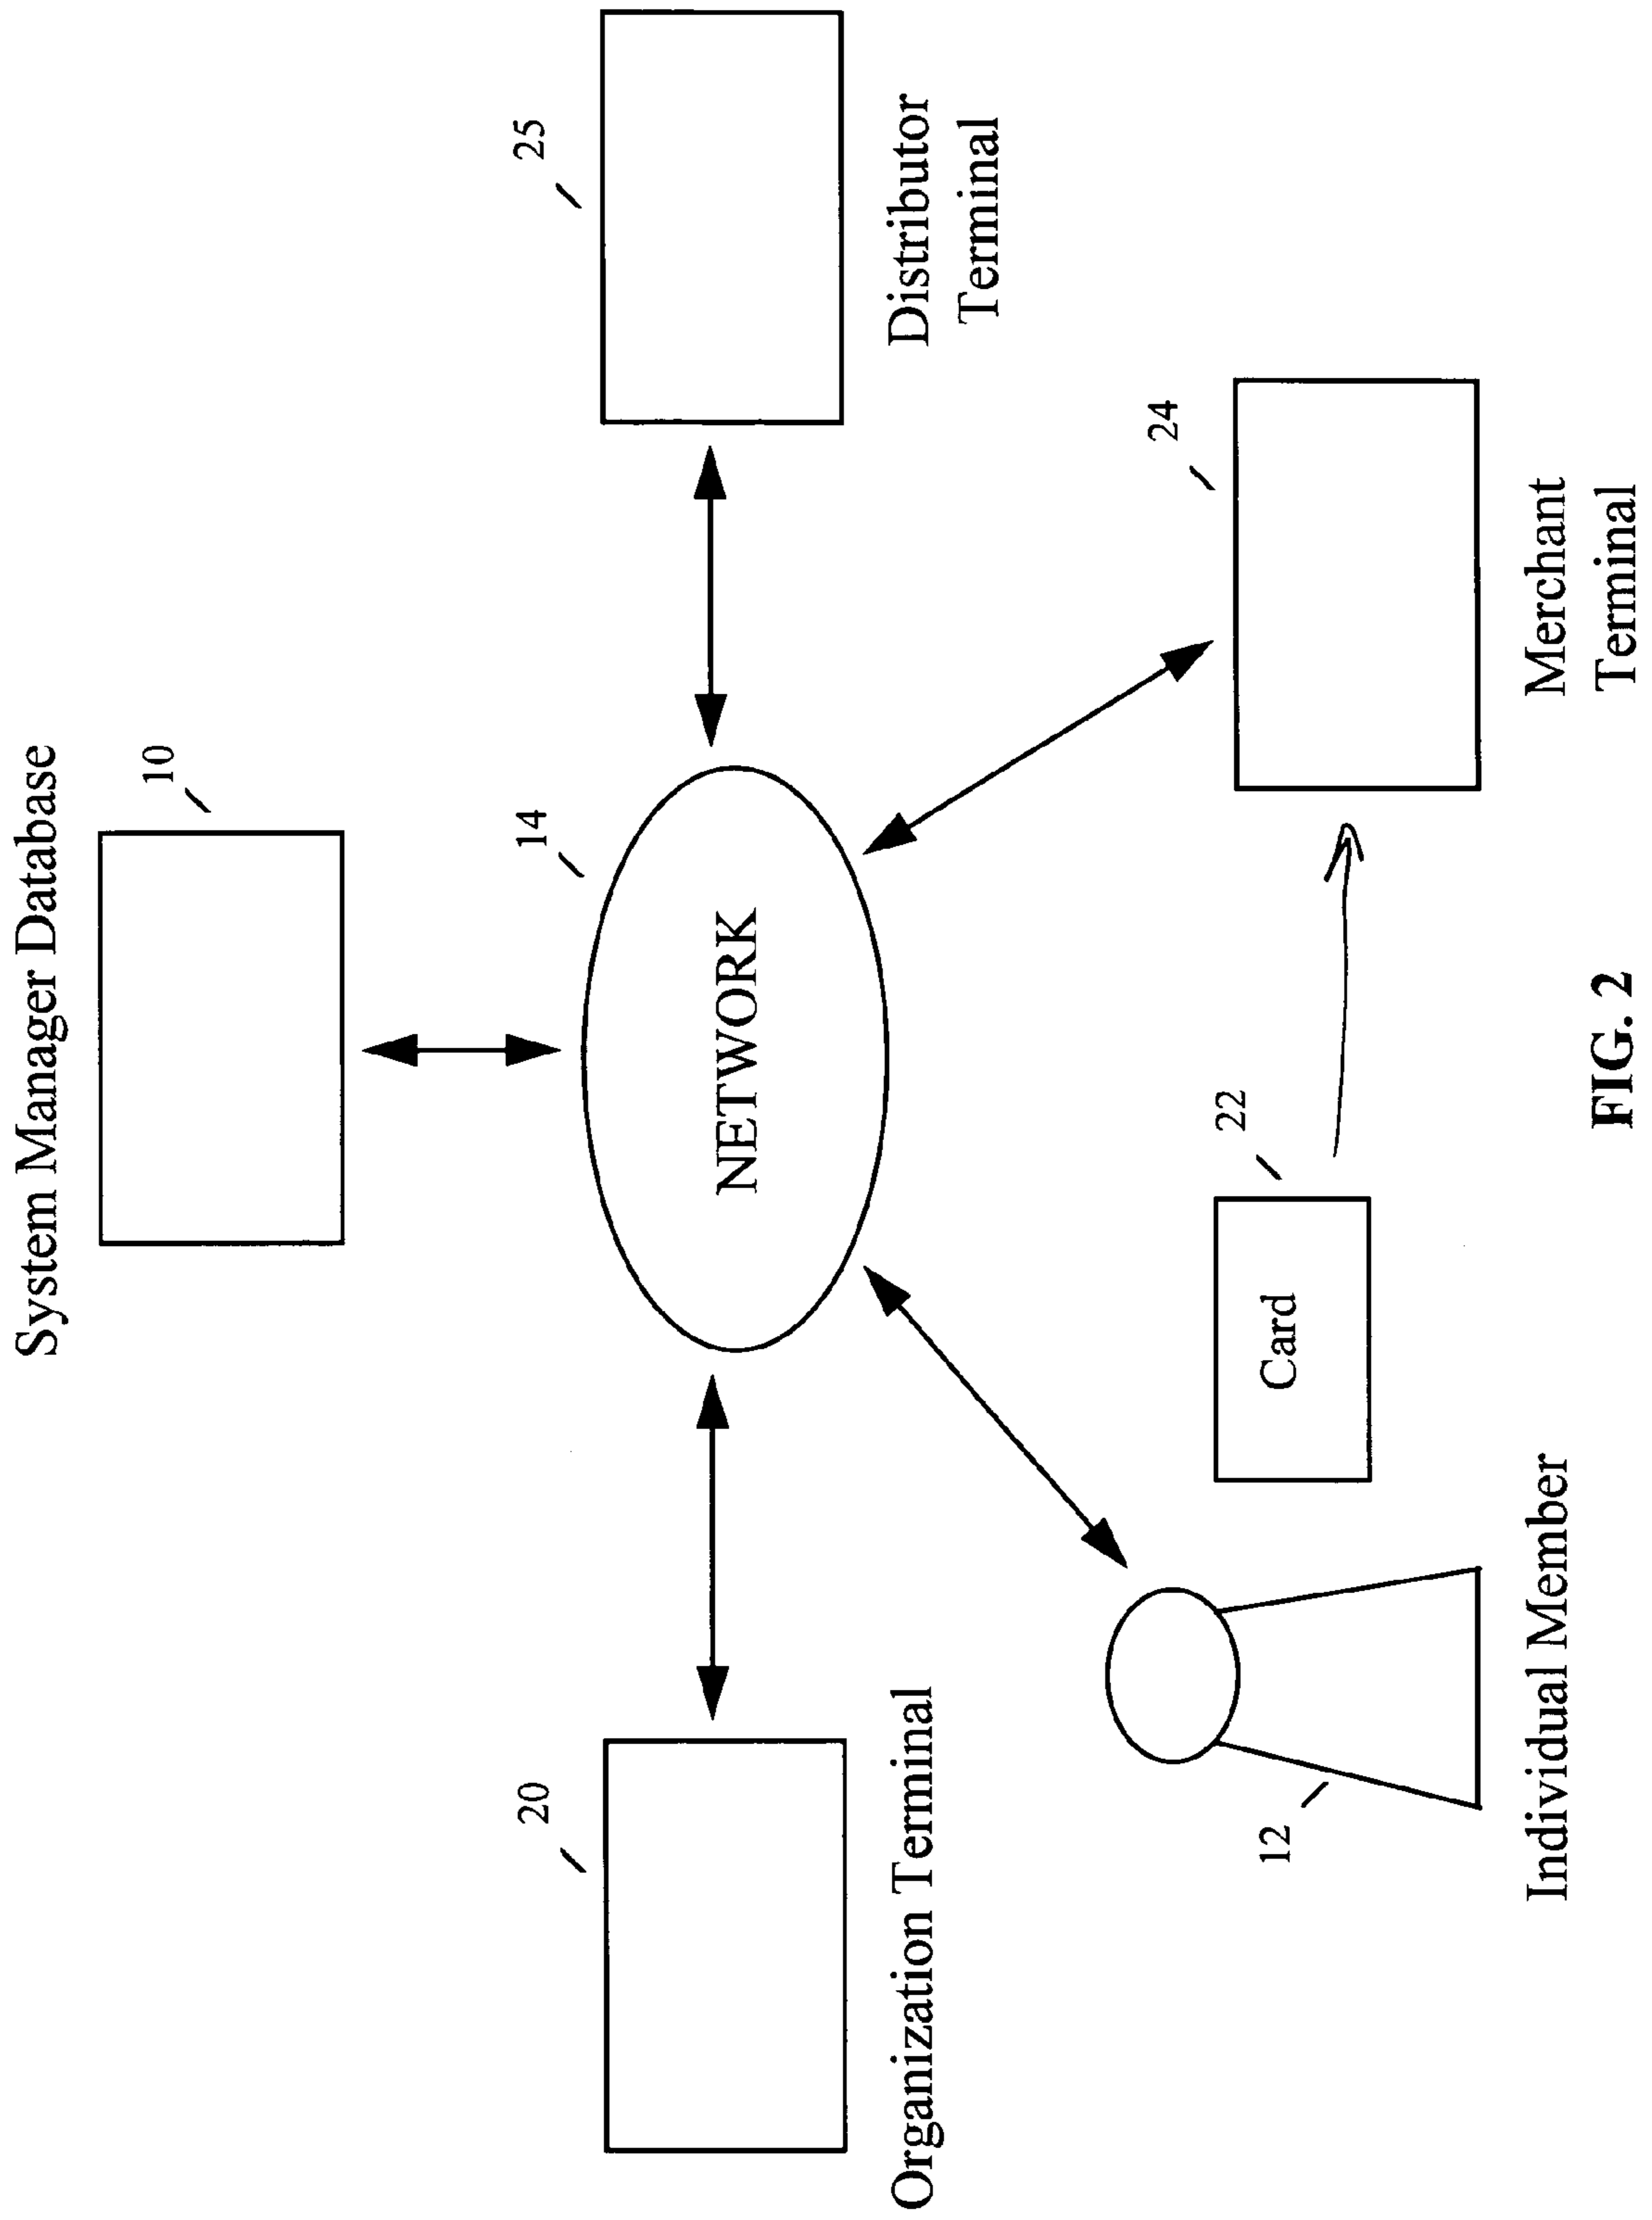 System Manager Database
10
14
NETWORK
20
Organization Terminal
25
Distributor
Terminal
12
Individual Member
22
Card
24
Merchant
Terminal
FIG. 2